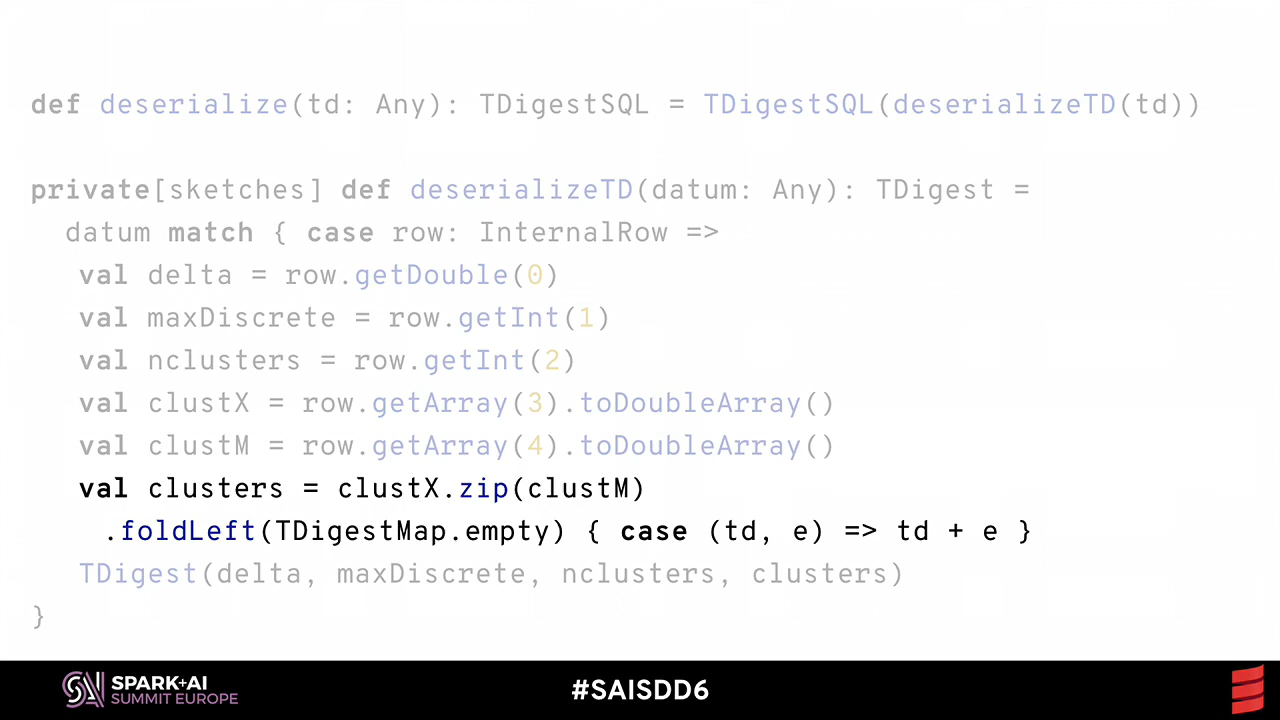 def deserialize(td: Any): TDigestSQL = TDigestSQL(deserializeTD(td))
private[sketches] def deserializeTD(datum: Any): TDigest =
datum match { case row: InternalRow =>
val delta = row.getDouble(0)
val maxDiscrete = row.getInt(1)
val nclusters = row.getInt(2)
val clustX = row.getArray(3).toDoubleArray()
val clustM = row.getArray(4).toDoubleArray()
val clusters = clustX.zip(clustM)
.foldLeft(TDigestMap.empty) { case (td, e) => td + e }
TDigest(delta, maxDiscrete, nclusters, clusters)
}
SPARK+AI
SUMMIT EUROPE
#SAISDD6